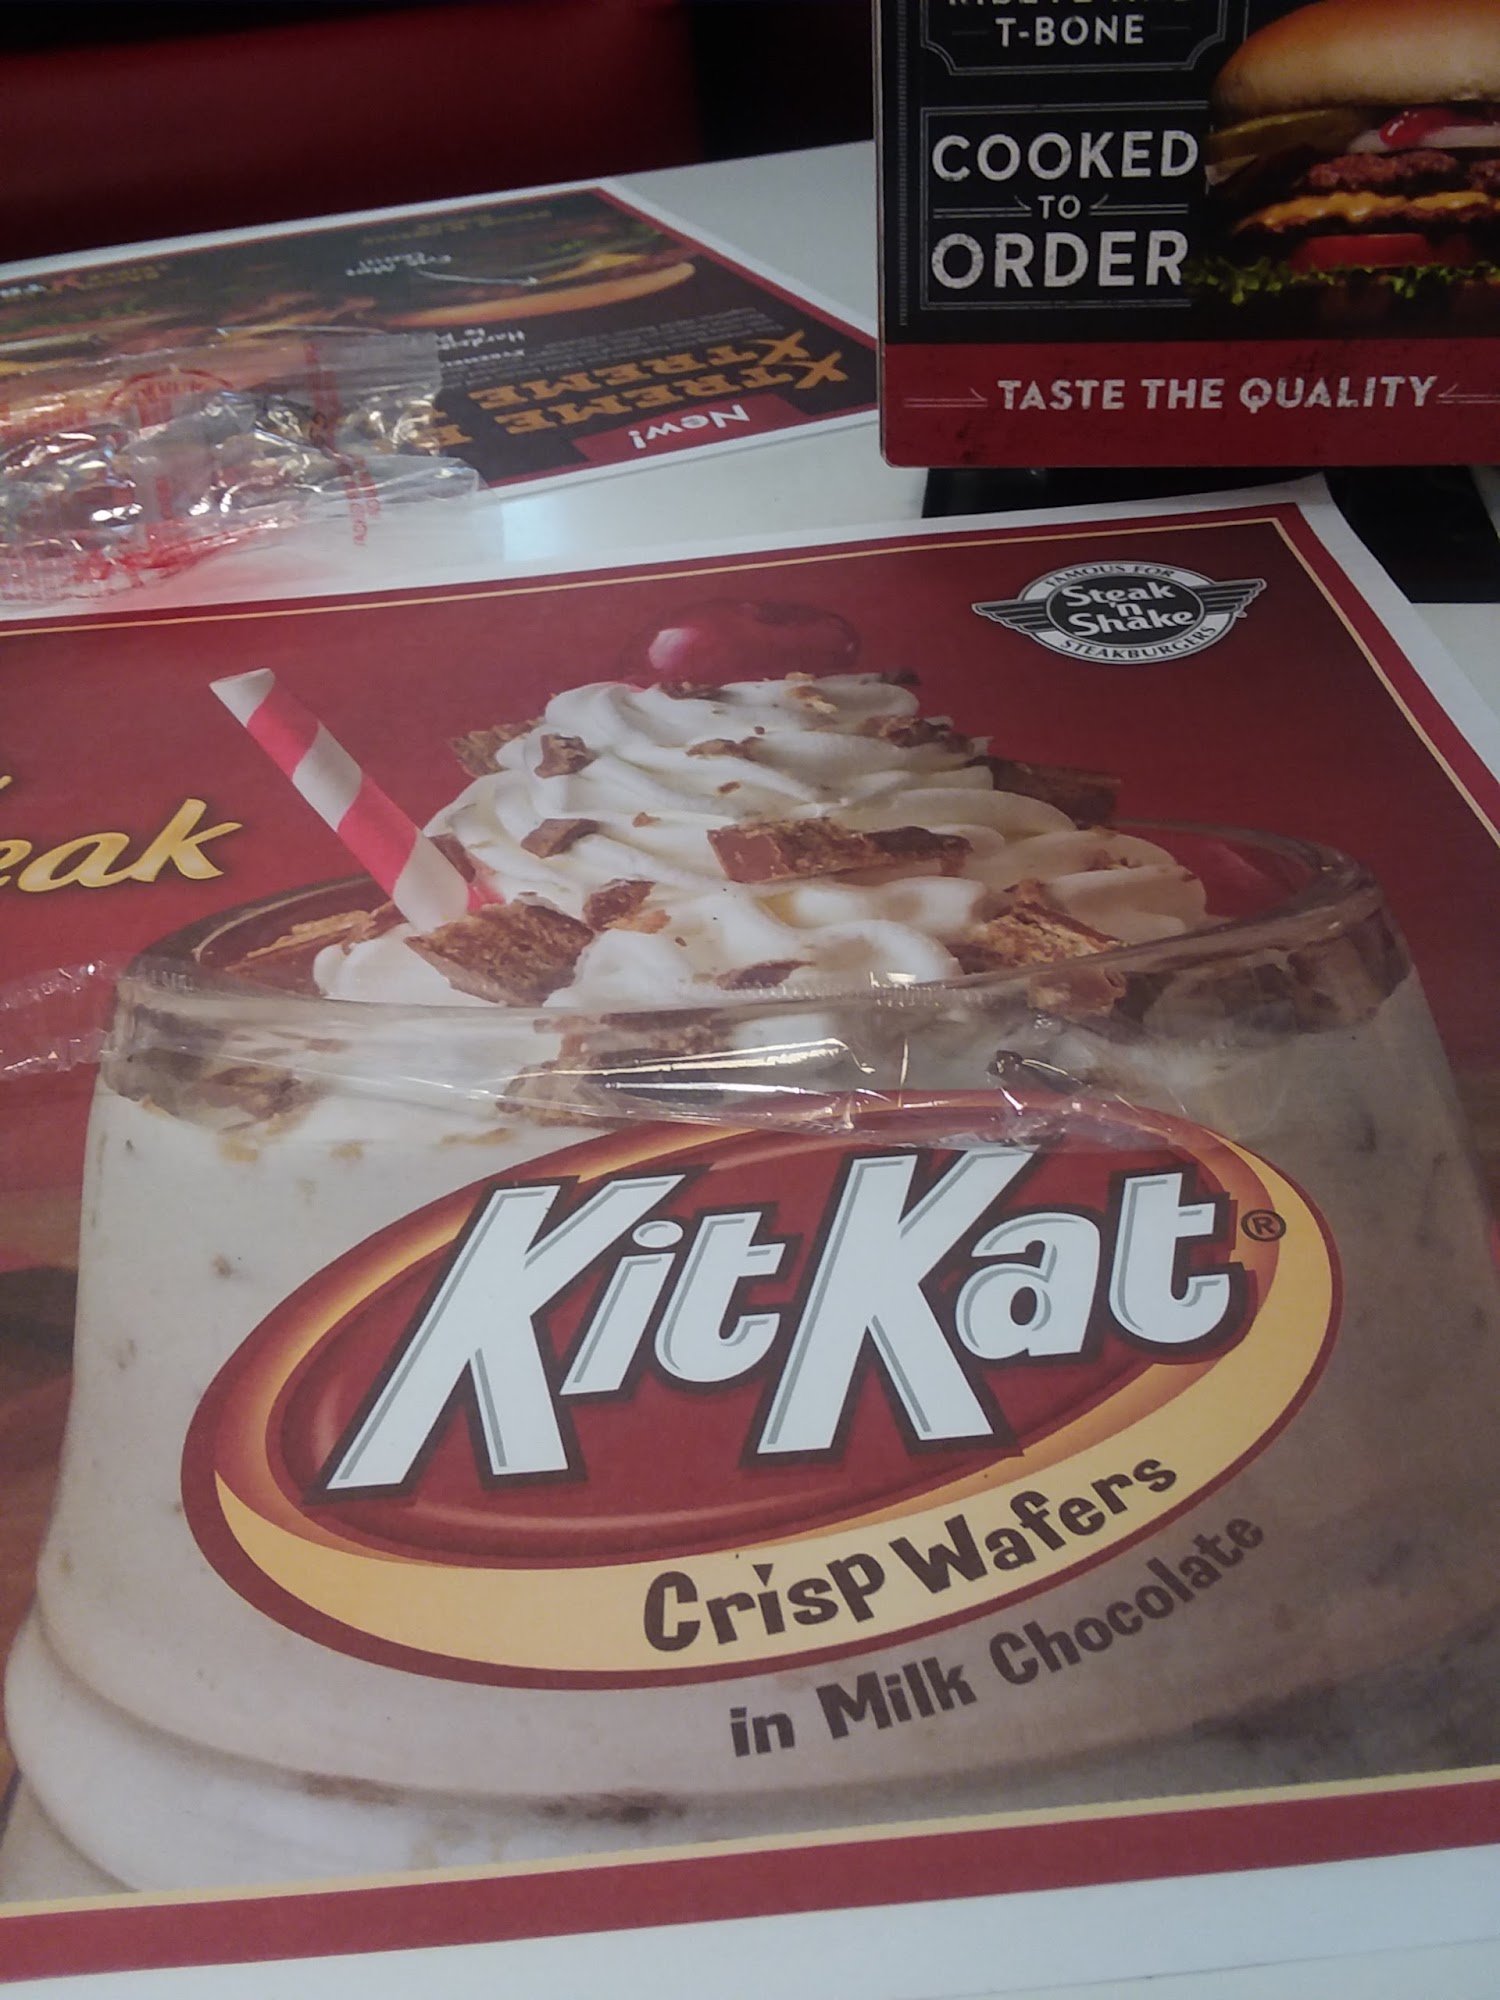 T-BONE
COOKED
TO
ORDER
TASTE THE QUALITY
New!
XTREME
XTREME
FAMOUS FOR
Steak
'n
Shake
STEAKBURGERS
eak
KitKat®
Crisp Wafers
in Milk Chocolate